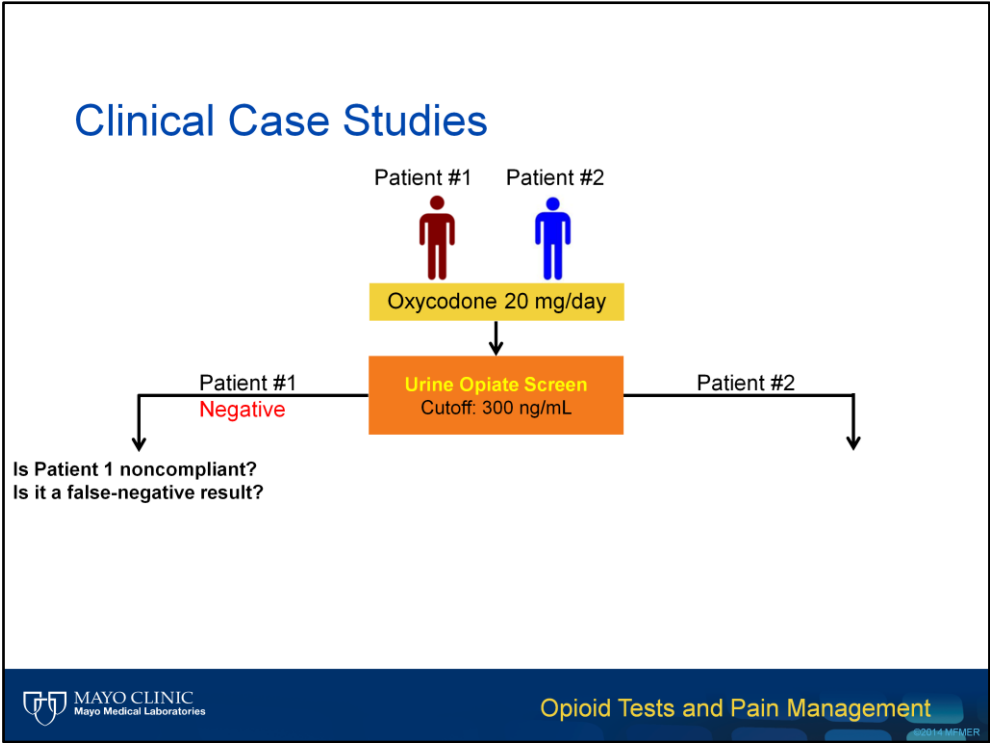 Clinical Case Studies
Patient #1
Patient #2
Oxycodone 20 mg/day
Patient #1
Negative
Urine Opiate Screen
Cutoff: 300 ng/mL
Patient #2
Is Patient 1 noncompliant?
Is it a false-negative result?
MAYO CLINIC
Mayo Medical Laboratories
Opioid Tests and Pain Management
©2014 MFMER